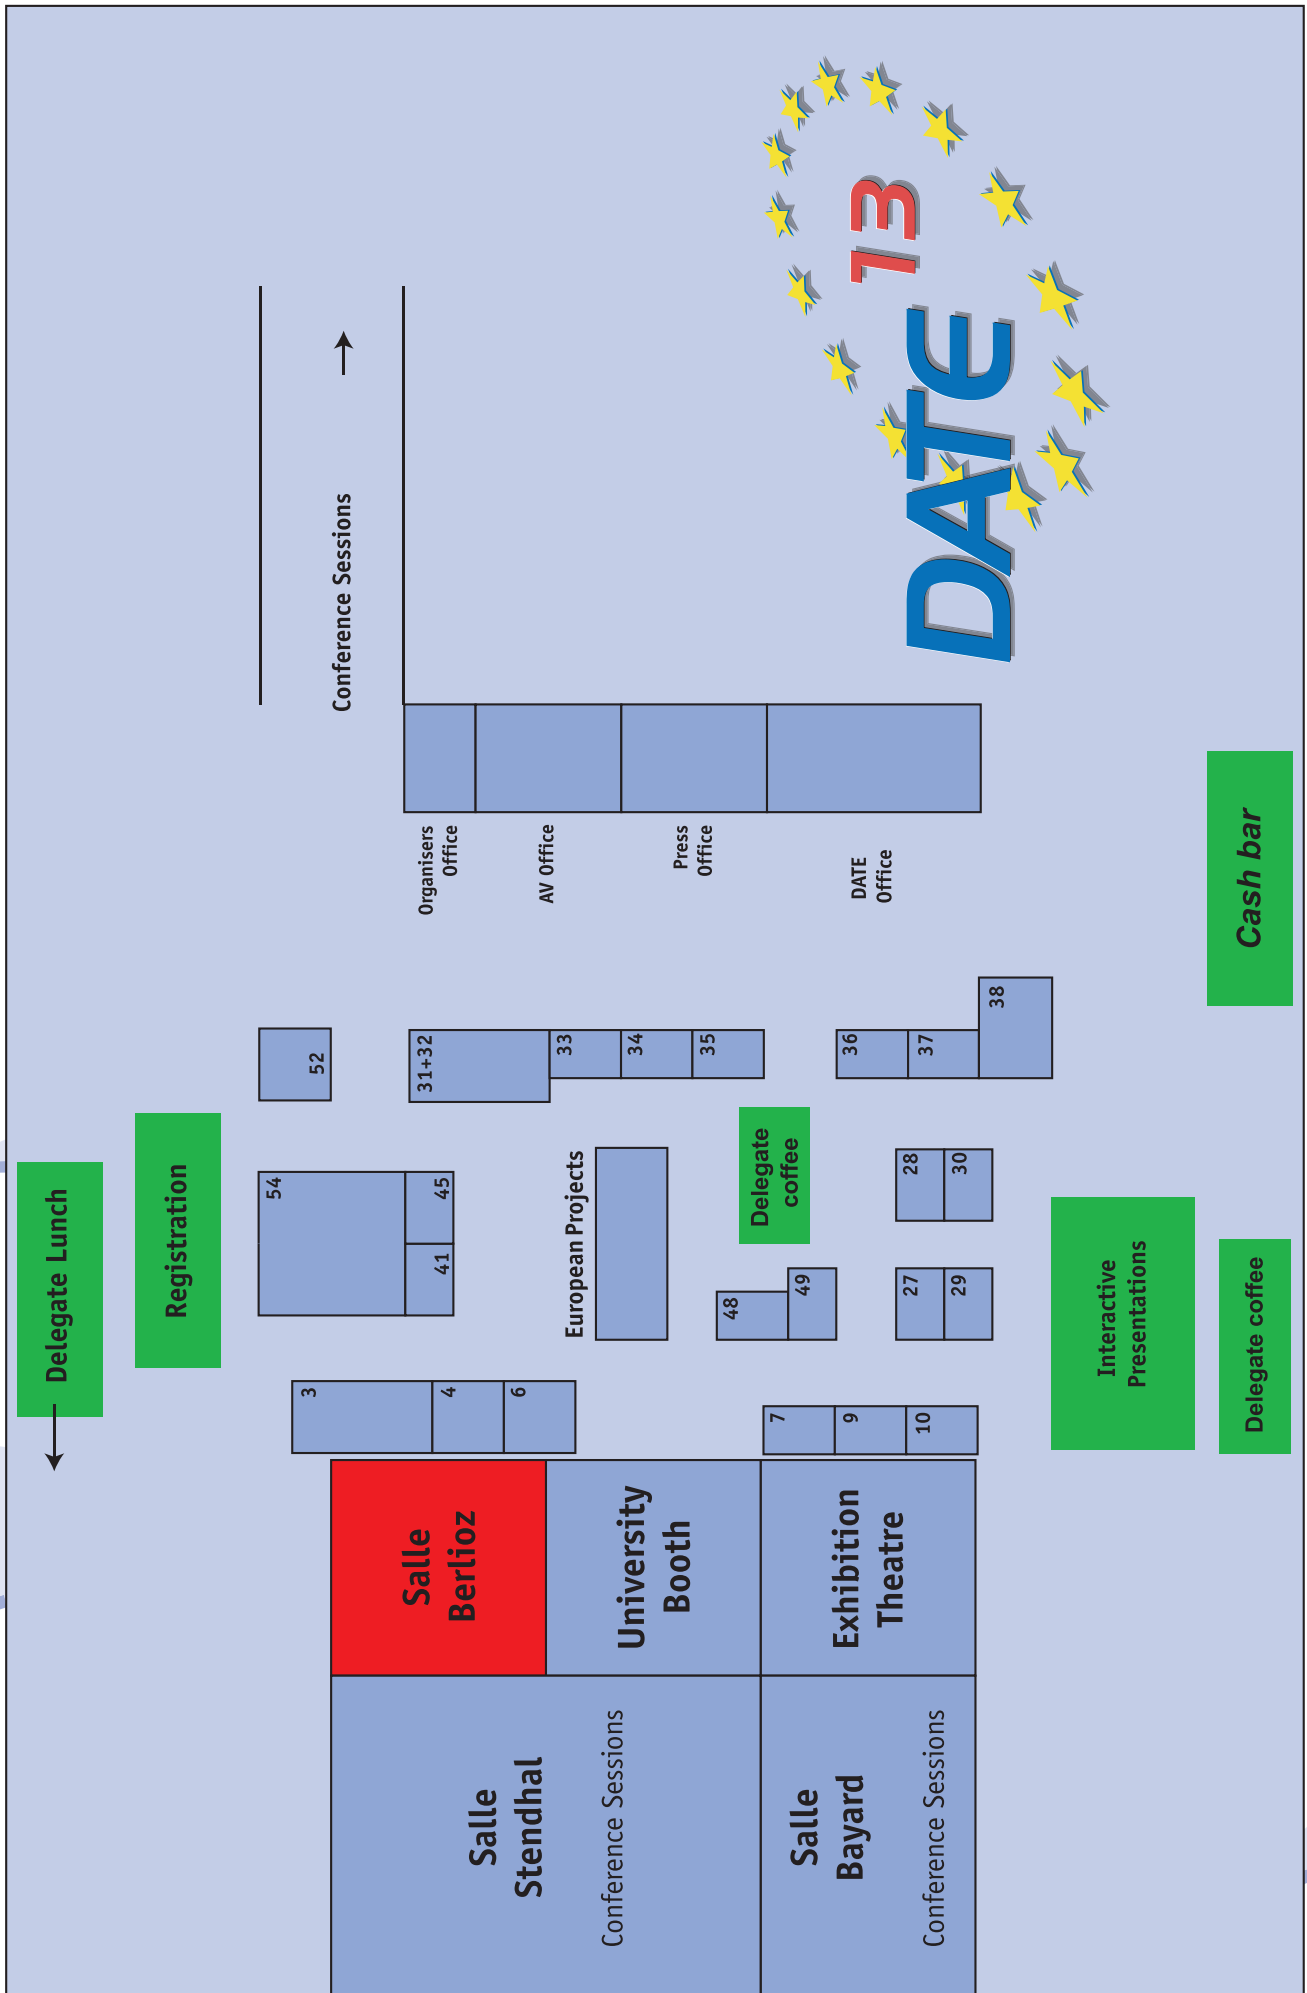 Delegate Lunch
Registration
Conference Sessions
DATE 13
Organisers
Office
AV Office
Press
Office
DATE
Office
Cash bar
52
31+32
33
34
35
36
37
38
54
45
41
European Projects
Delegate
coffee
28
30
48
49
27
29
Interactive
Presentations
Delegate coffee
3
4
6
7
9
10
Salle
Berlioz
University
Booth
Exhibition
Theatre
Salle
Stendhal
Conference Sessions
Salle
Bayard
Conference Sessions